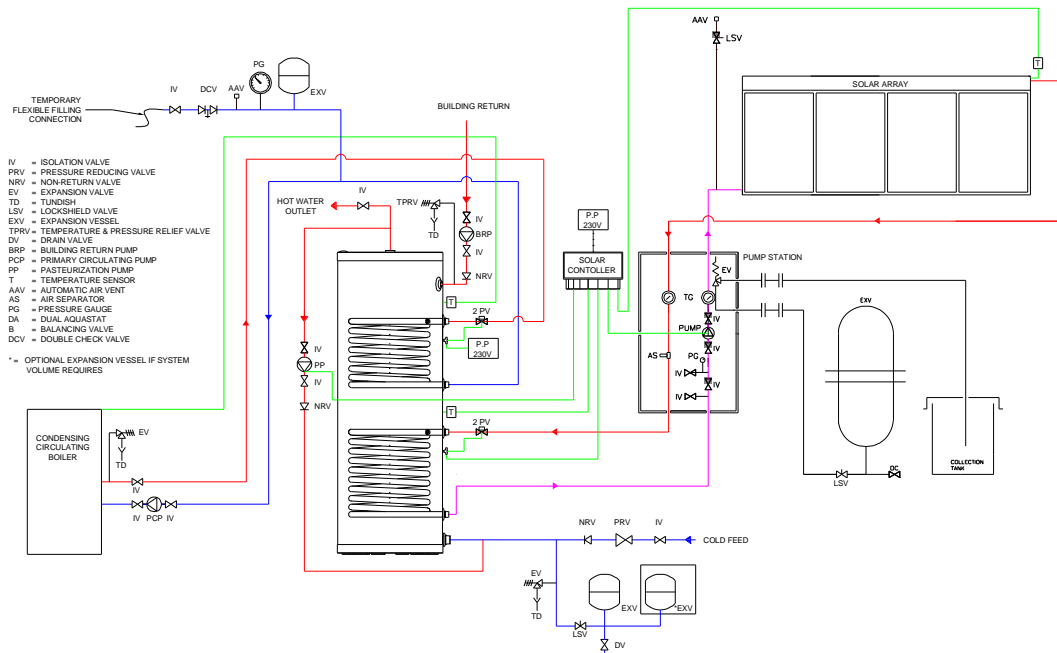 AAV
LSV
PG
EXV
IV
DCV
AAV
TEMPORARY
FLEXIBLE FILLING
CONNECTION
BUILDING RETURN
T
SOLAR ARRAY
IV = ISOLATION VALVE
PRV = PRESSURE REDUCING VALVE
NRV = NON-RETURN VALVE
EV = EXPANSION VALVE
TD = TUNDISH
LSV = LOCKSHIELD VALVE
EXV = EXPANSION VESSEL
TPRV = TEMPERATURE & PRESSURE RELIEF VALVE
DV = DRAIN VALVE
BRP = BUILDING RETURN PUMP
PCP = PRIMARY CIRCULATING PUMP
PP = PASTEURIZATION PUMP
T = TEMPERATURE SENSOR
AAV = AUTOMATIC AIR VENT
AS = AIR SEPARATOR
PG = PRESSURE GAUGE
DA = DUAL AQUASTAT
B = BALANCING VALVE
DCV = DOUBLE CHECK VALVE
* = OPTIONAL EXPANSION VESSEL IF SYSTEM
VOLUME REQUIRES
IV
HOT WATER
OUTLET
TPRV
TD
IV
BRP
IV
NRV
P.P
230V
SOLAR
CONTOLLER
PUMP STATION
EV
TG
IV
PUMP
IV
AS
PG
IV
IV
IV
T
2 PV
P.P
230V
IV
PP
IV
NRV
T
2 PV
EXV
COLLECTION
TANK
LSV
DC
CONDENSING
CIRCULATING
BOILER
EV
TD
IV
IV
PCP
IV
NRV
PRV
IV
COLD FEED
EV
TD
EXV
*EXV
LSV
DV